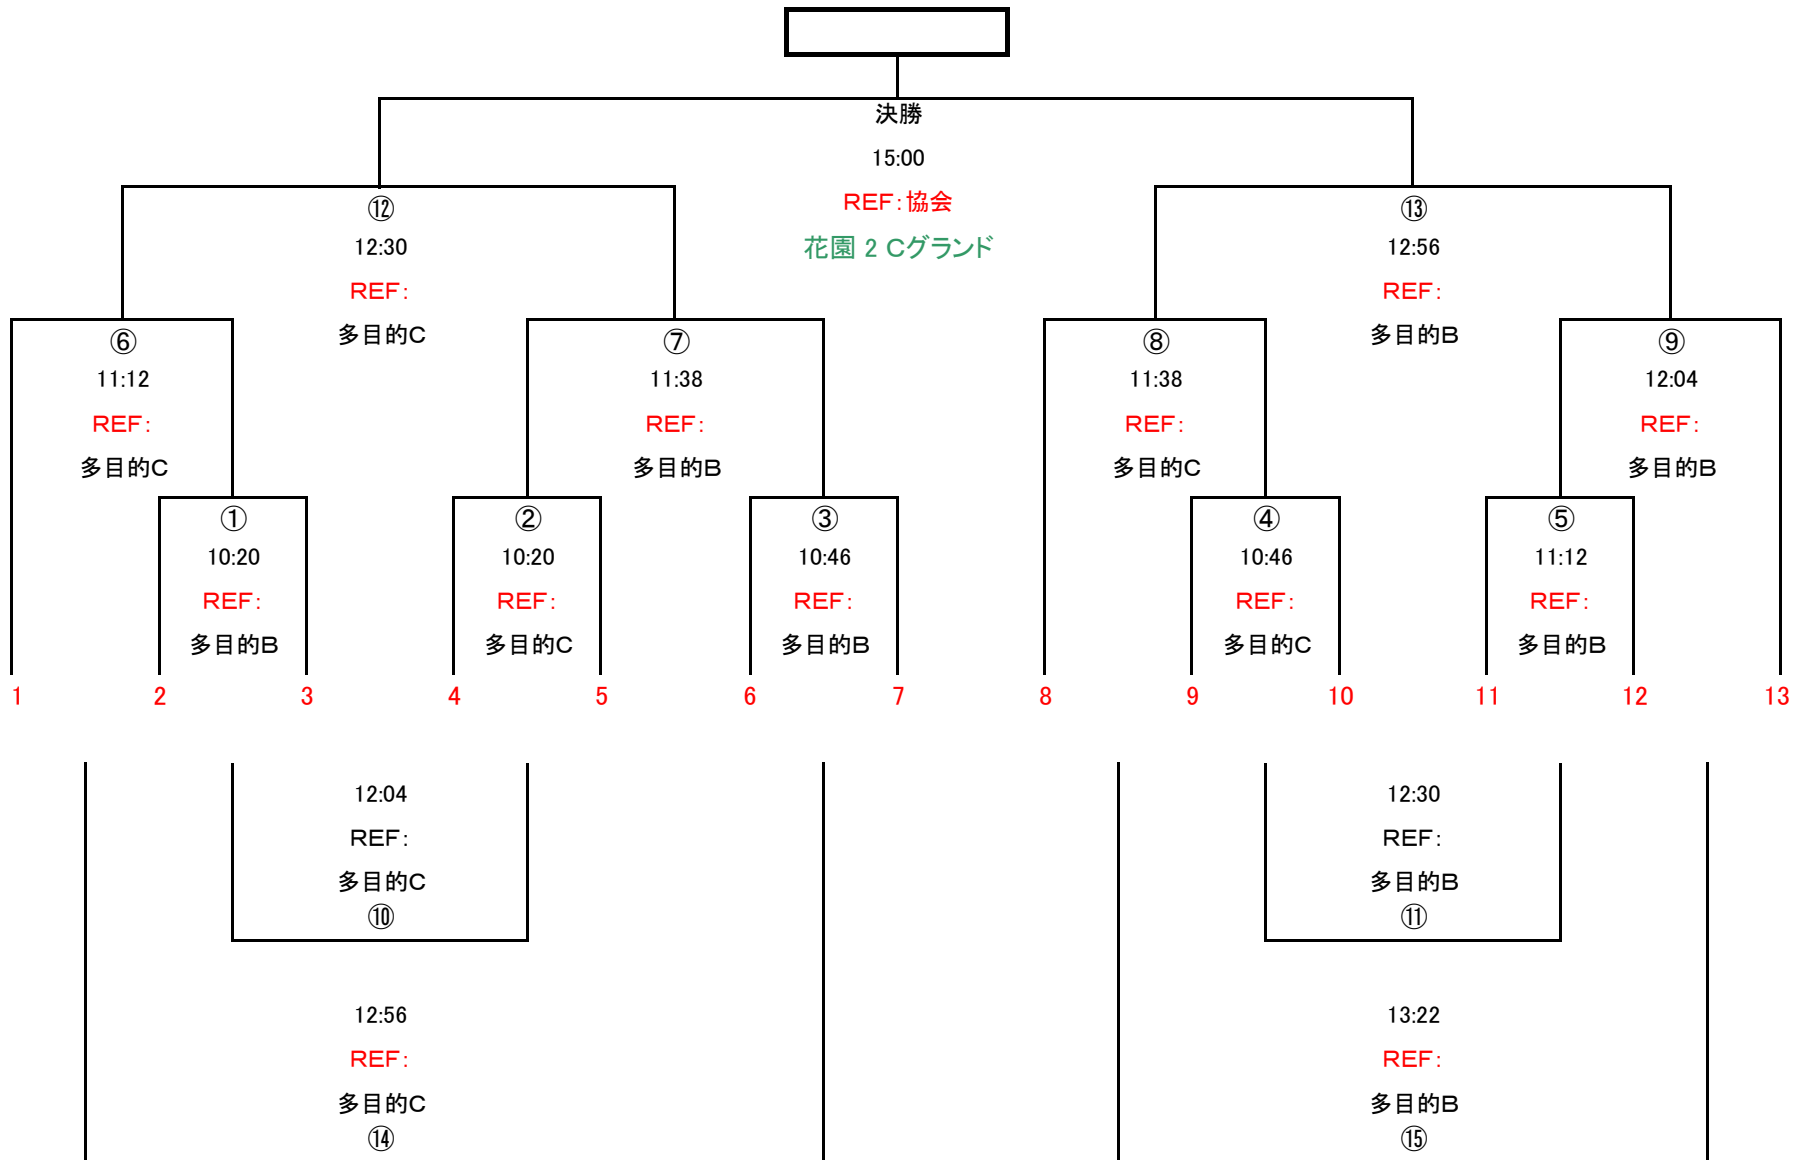 決勝
15:00
REF：協会
花園２Cグランド
⑫
12:30
REF：
多目的C
⑬
12:56
REF：
多目的B
⑥
11:12
REF：
多目的C
⑦
11:38
REF：
多目的B
⑧
11:38
REF：
多目的C
⑨
12:04
REF：
多目的B
①
10:20
REF：
多目的B
②
10:20
REF：
多目的C
③
10:46
REF：
多目的B
④
10:46
REF：
多目的C
⑤
11:12
REF：
多目的B
1 2 3 4 5 6 7 8 9 10 11 12 13
12:04
REF：
多目的C
⑩
12:30
REF：
多目的B
⑪
12:56
REF：
多目的C
⑭
13:22
REF：
多目的B
⑮